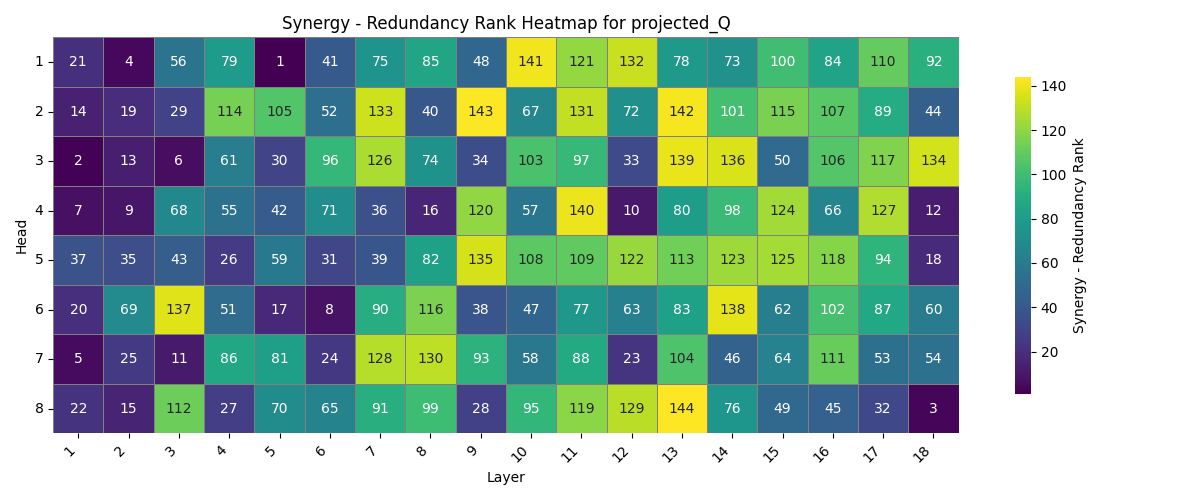 Synergy - Redundancy Rank Heatmap for projected_Q
1 21 4 56 79 1 41 75 85 48 141 121 132 78 73 100 84 110 92
2 14 19 29 114 105 52 133 40 143 67 131 72 142 101 115 107 89 44
3 2 13 6 61 30 96 126 74 34 103 97 33 139 136 50 106 117 134
4 7 9 68 55 42 71 36 16 120 57 140 10 80 98 124 66 127 12
5 37 35 43 26 59 31 39 82 135 108 109 122 113 123 125 118 94 18
6 20 69 137 51 17 8 90 116 38 47 77 63 83 138 62 102 87 60
7 5 25 11 86 81 24 128 130 93 58 88 23 104 46 64 111 53 54
8 22 15 112 27 70 65 91 99 28 95 119 129 144 76 49 45 32 3
1 2 3 4 5 6 7 8 9 10 11 12 13 14 15 16 17 18
Layer
Head
140
120
100
80
60
40
20
Synergy - Redundancy Rank